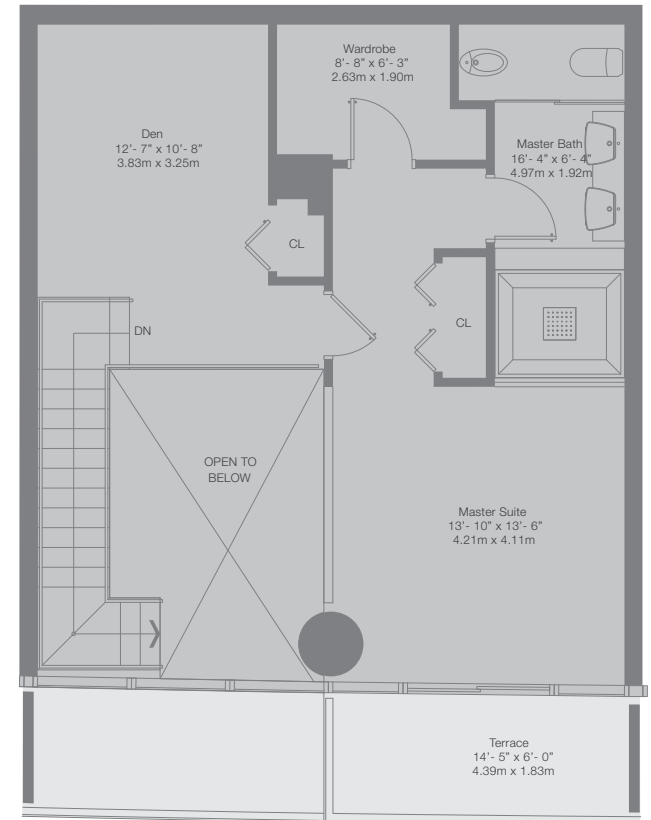 Wardrobe
8'- 8" x 6'- 3"
2.63m x 1.90m
Den
12'- 7" x 10'- 8"
3.83m x 3.25m
Master Bath
16'- 4" x 6'- 4"
4.97m x 1.92m
CL
CL
DN
OPEN TO
BELOW
Master Suite
13'- 10" x 13'- 6"
4.21m x 4.11m
Terrace
14'- 5" x 6'- 0"
4.39m x 1.83m